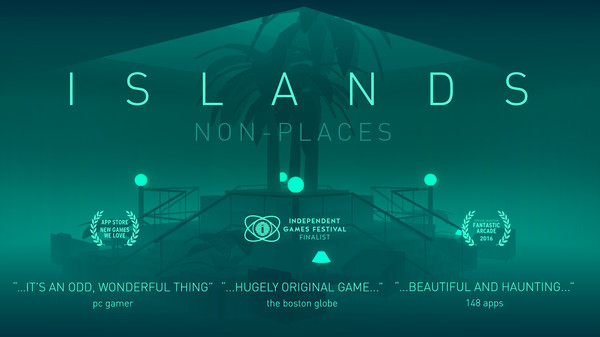 ISLANDS
NON-PLACES
APP STORE
NEW GAMES
WE LOVE.
INDEPENDENT
GAMES FESTIVAL
FINALIST
FANTASTIC
ARCADE
2016
"...IT'S AN ODD, WONDERFUL THING"
pc gamer
"...HUGELY ORIGINAL GAME..."
the boston globe
"...BEAUTIFUL AND HAUNTING..."
148 apps